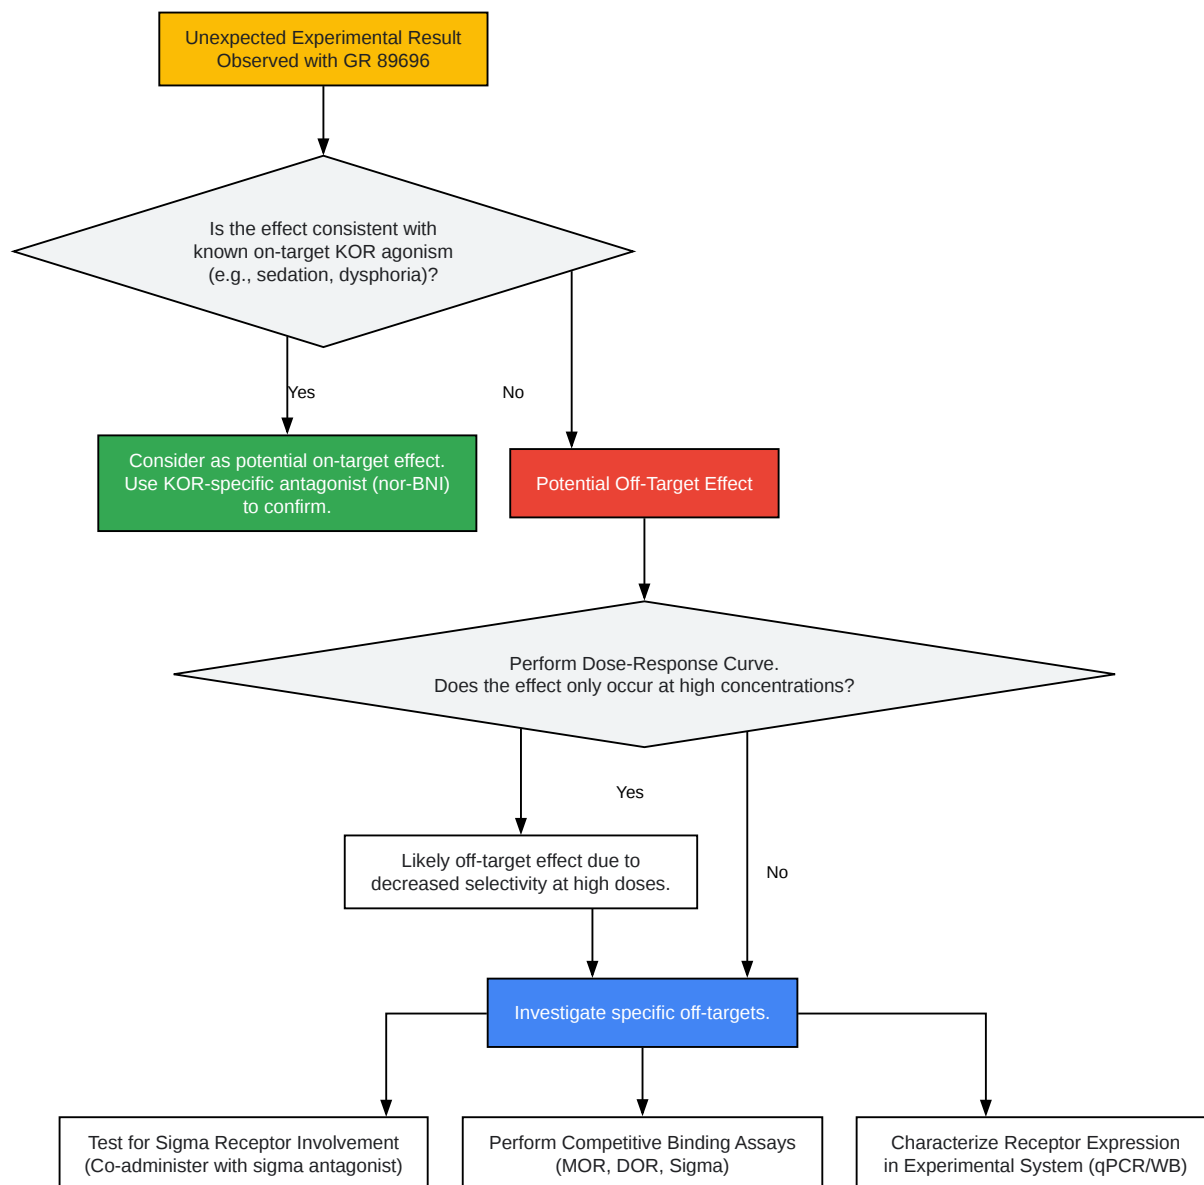 Unexpected Experimental Result
Observed with GR 89696
Is the effect consistent with
known on-target KOR agonism
(e.g., sedation, dysphoria)?
Yes
No
Consider as potential on-target effect.
Use KOR-specific antagonist (nor-BNI)
to confirm.
Potential Off-Target Effect
Perform Dose-Response Curve.
Does the effect only occur at high concentrations?
Yes
No
Likely off-target effect due to
decreased selectivity at high doses.
Investigate specific off-targets.
Test for Sigma Receptor Involvement
(Co-administer with sigma antagonist)
Perform Competitive Binding Assays
(MOR, DOR, Sigma)
Characterize Receptor Expression
in Experimental System (qPCR/WB)